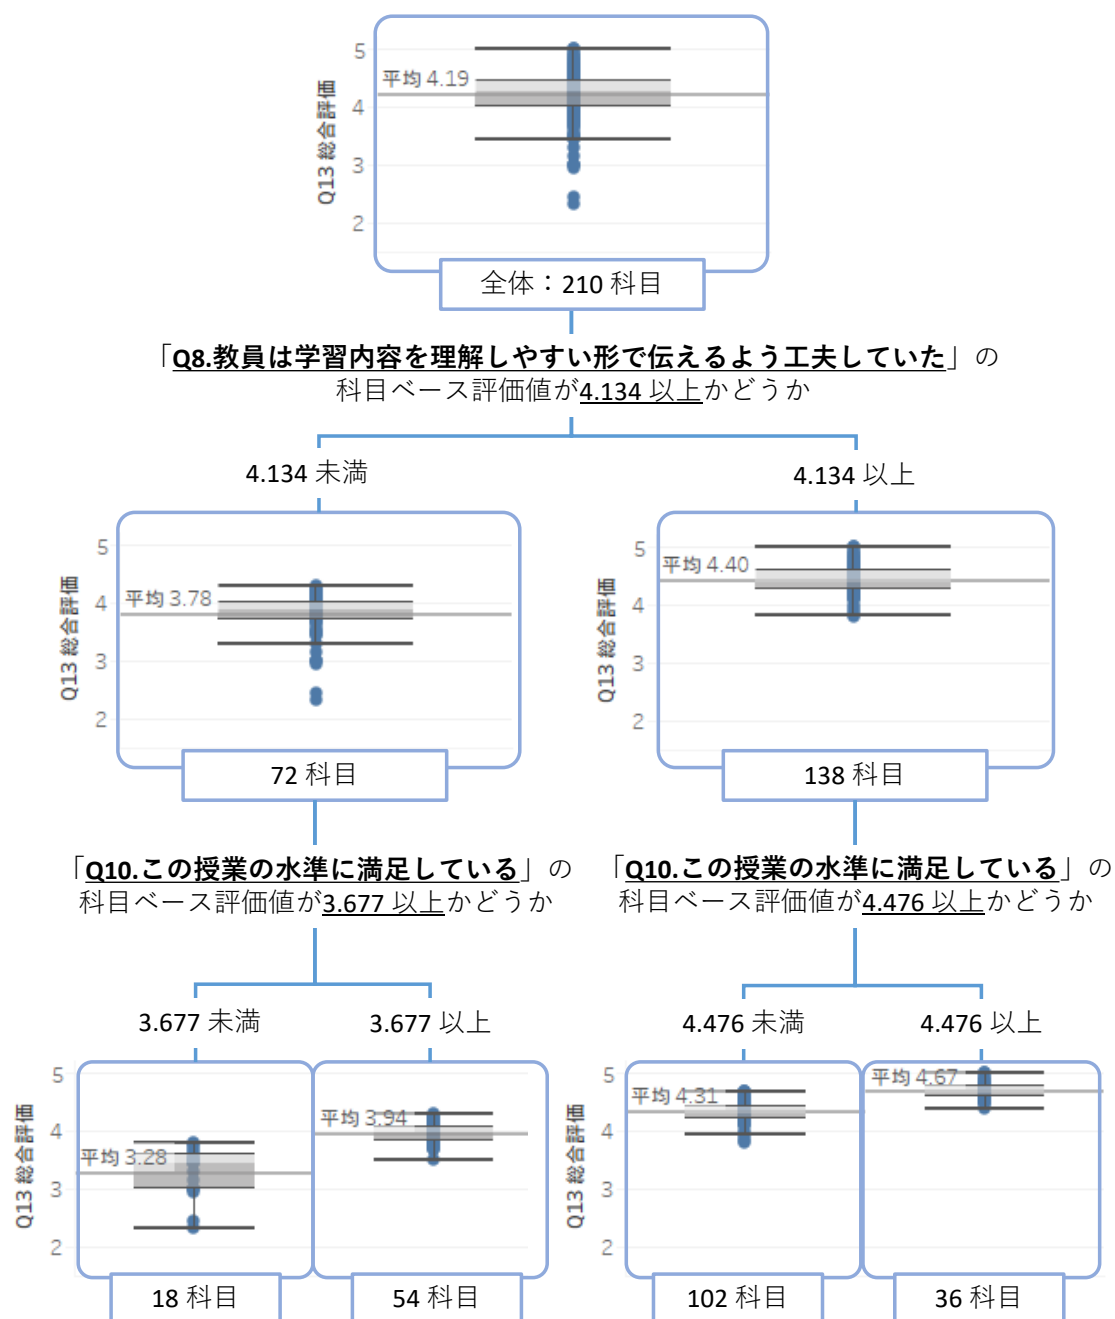 Q13 総合評価
5
4
3
2
平均 4.19
全体：210 科目
「Q8.教員は学習内容を理解しやすい形で伝えるよう工夫していた」の
科目ベース評価値が4.134 以上かどうか
4.134 未満
4.134 以上
Q13 総合評価
5
4
3
2
平均 3.78
72 科目
Q13 総合評価
5
4
3
2
平均 4.40
138 科目
「Q10.この授業の水準に満足している」の
科目ベース評価値が3.677 以上かどうか
「Q10.この授業の水準に満足している」の
科目ベース評価値が4.476 以上かどうか
3.677 未満
3.677 以上
4.476 未満
4.476 以上
Q13 総合評価
5
4
3
2
平均 3.28
18 科目
平均 3.94
54 科目
Q13 総合評価
5
4
3
2
平均 4.31
102 科目
平均 4.67
36 科目